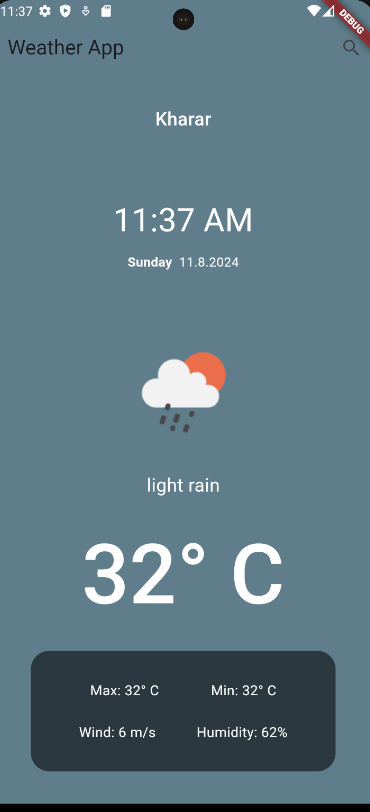 11:37
DEBUG
Weather App
Kharar
11:37 AM
Sunday 11.8.2024
light rain
32° C
Max: 32° C Min: 32° C
Wind: 6 m/s Humidity: 62%